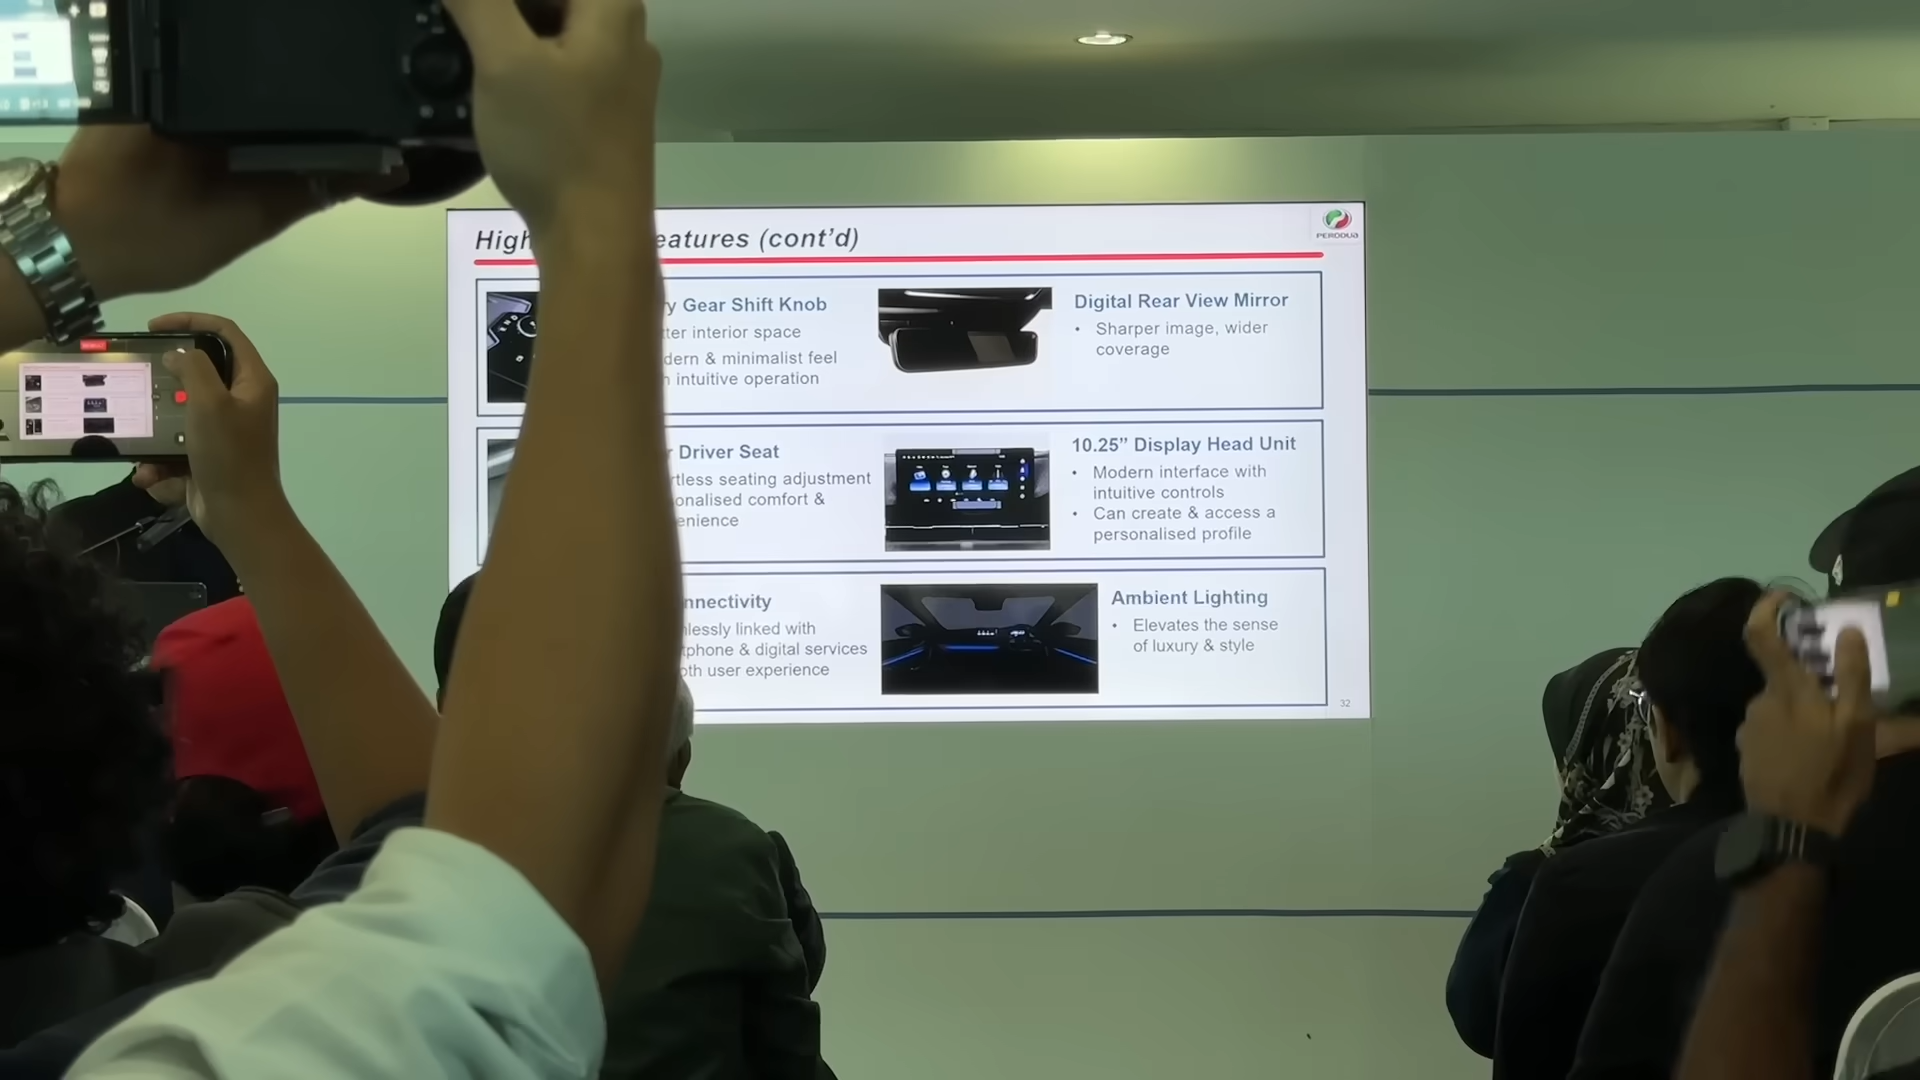 High eatures (cont'd)
PERODUA
y Gear Shift Knob
tter interior space
dern & minimalist feel
intuitive operation
Digital Rear View Mirror
• Sharper image, wider
coverage
r Driver Seat
rtless seating adjustment
onalised comfort &
enience
10.25” Display Head Unit
• Modern interface with
intuitive controls
• Can create & access a
personalised profile
nnectivity
lessly linked with
tphone & digital services
oth user experience
Ambient Lighting
• Elevates the sense
of luxury & style
32